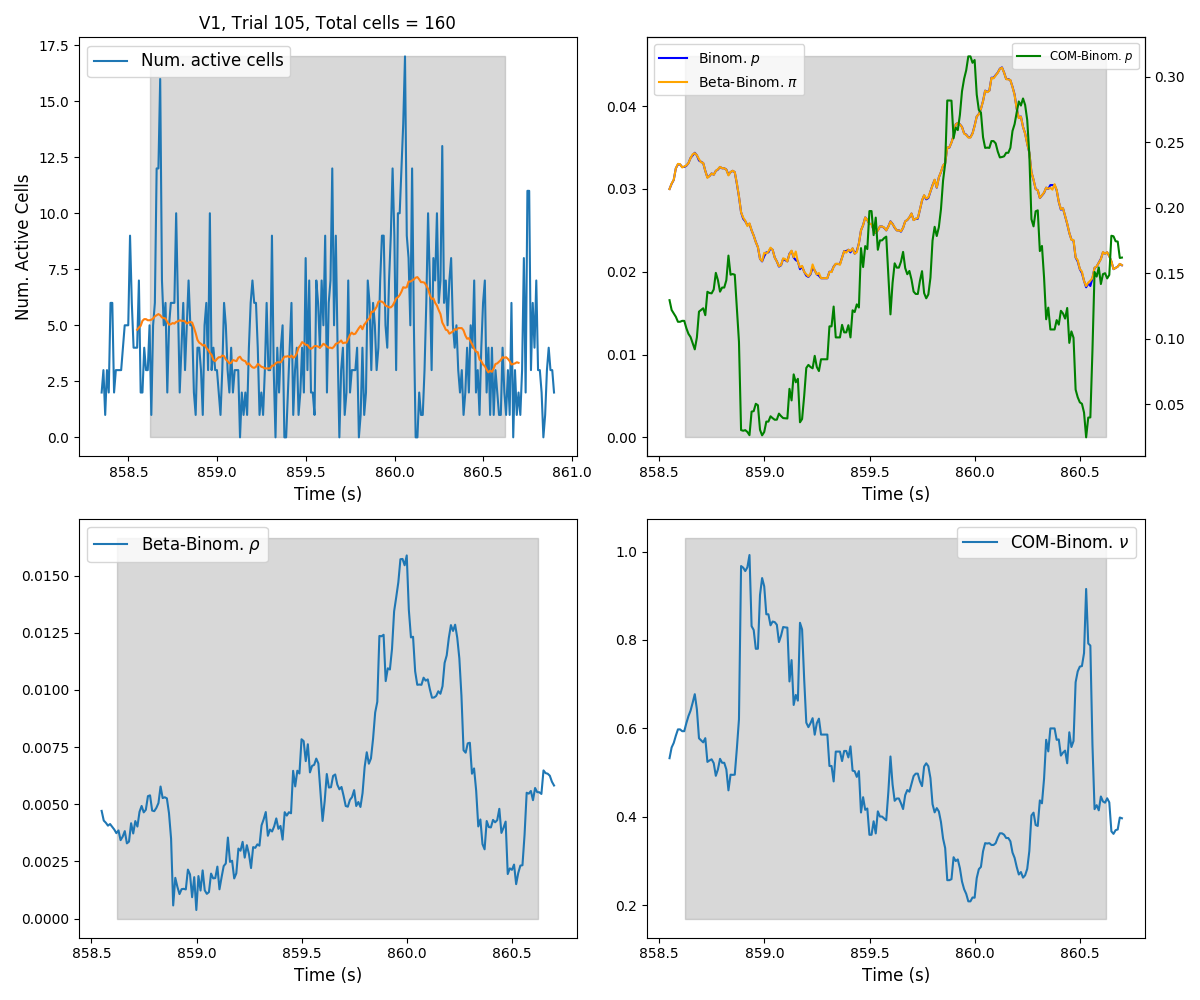 V1, Trial 105, Total cells = 160
Num. active cells
Num. Active Cells
17.5
15.0
12.5
10.0
7.5
5.0
2.5
0.0
858.5 859.0 859.5 860.0 860.5 861.0
Time (s)
Binom. p
Beta-Binom. π
COM-Binom. p
0.04
0.03
0.02
0.01
0.00
0.30
0.25
0.20
0.15
0.10
0.05
858.5 859.0 859.5 860.0 860.5
Time (s)
Beta-Binom. ρ
0.0150
0.0125
0.0100
0.0075
0.0050
0.0025
0.0000
858.5 859.0 859.5 860.0 860.5
Time (s)
COM-Binom. ν
1.0
0.8
0.6
0.4
0.2
858.5 859.0 859.5 860.0 860.5
Time (s)